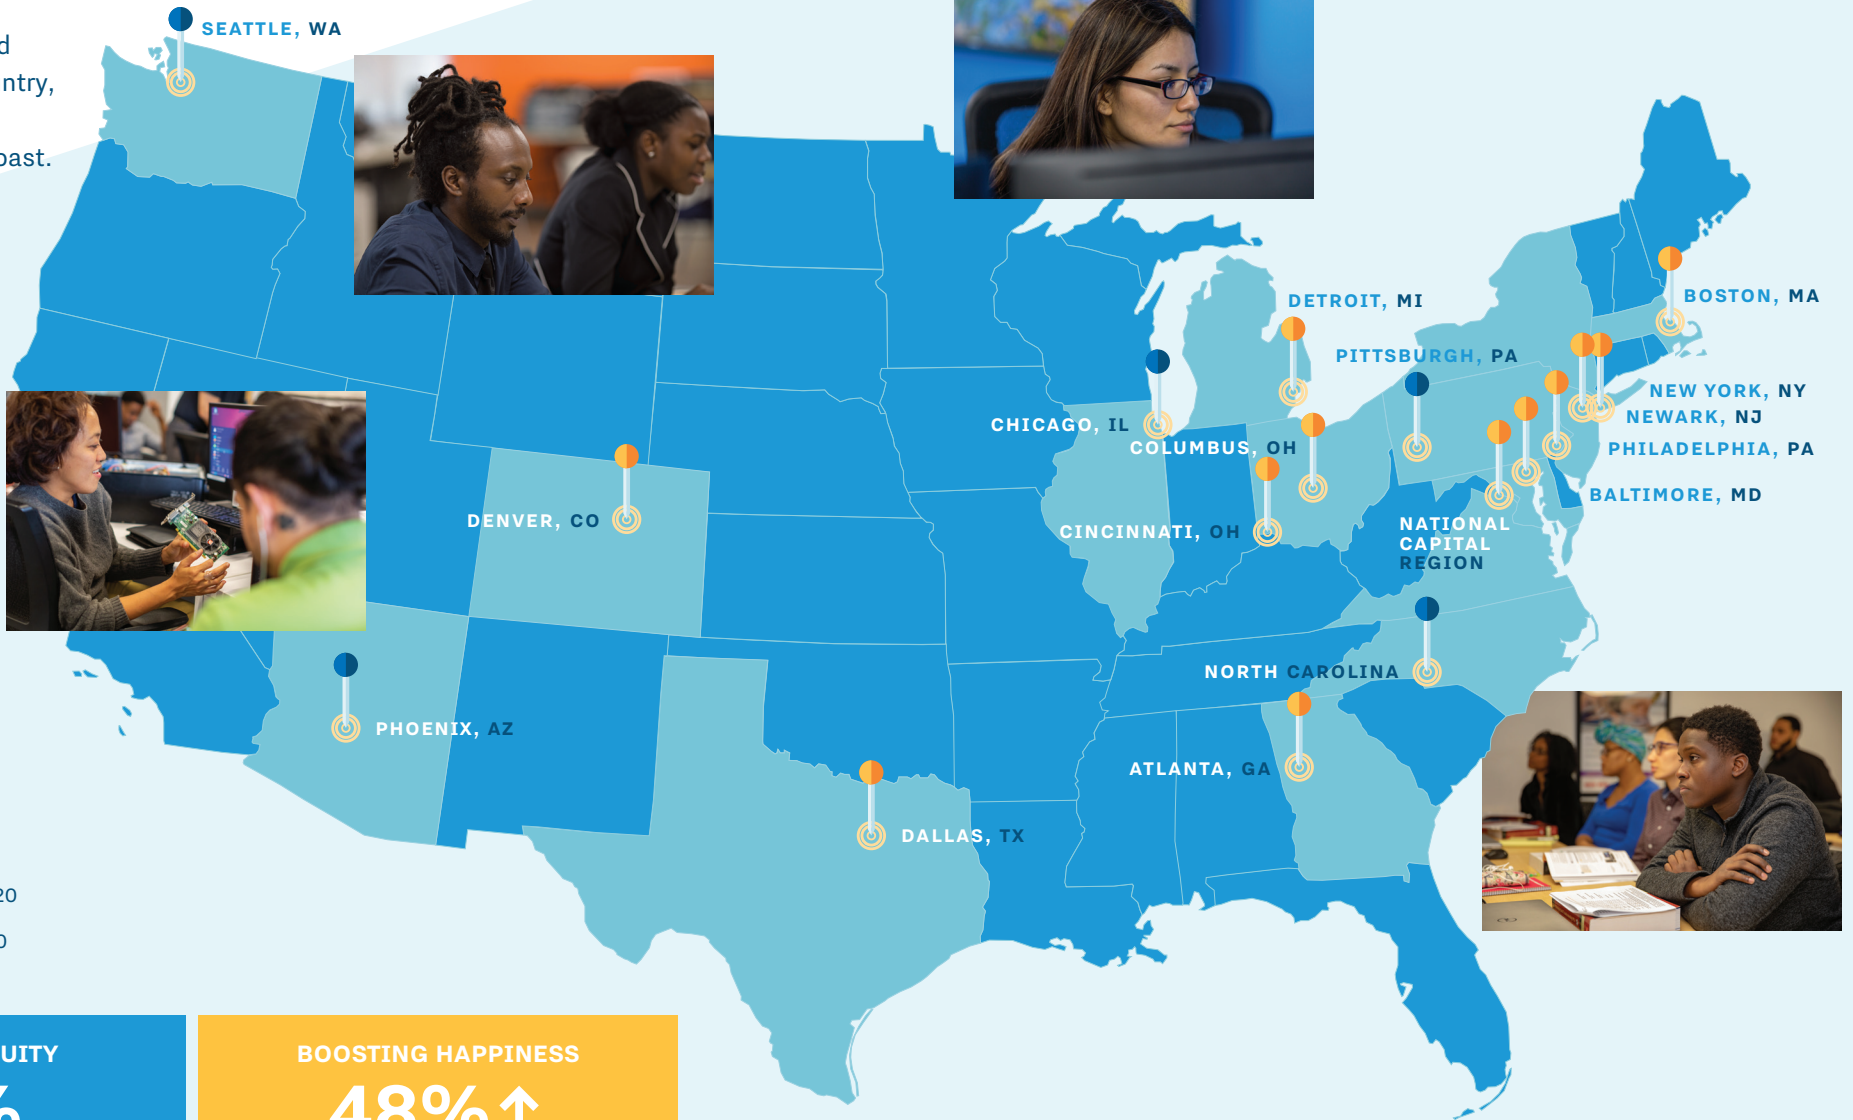 SEATTLE, WA
d
ntry,
oast.
BOSTON, MA
DETROIT, MI
PITTSBURGH, PA
NEW YORK, NY
NEWARK, NJ
CHICAGO, IL
COLUMBUS, OH
PHILADELPHIA, PA
BALTIMORE, MD
DENVER, CO
CINCINNATI, OH
NATIONAL
CAPITAL
REGION
NORTH CAROLINA
PHOENIX, AZ
ATLANTA, GA
DALLAS, TX
20
0
UITY
%
BOOSTING HAPPINESS
48%↑